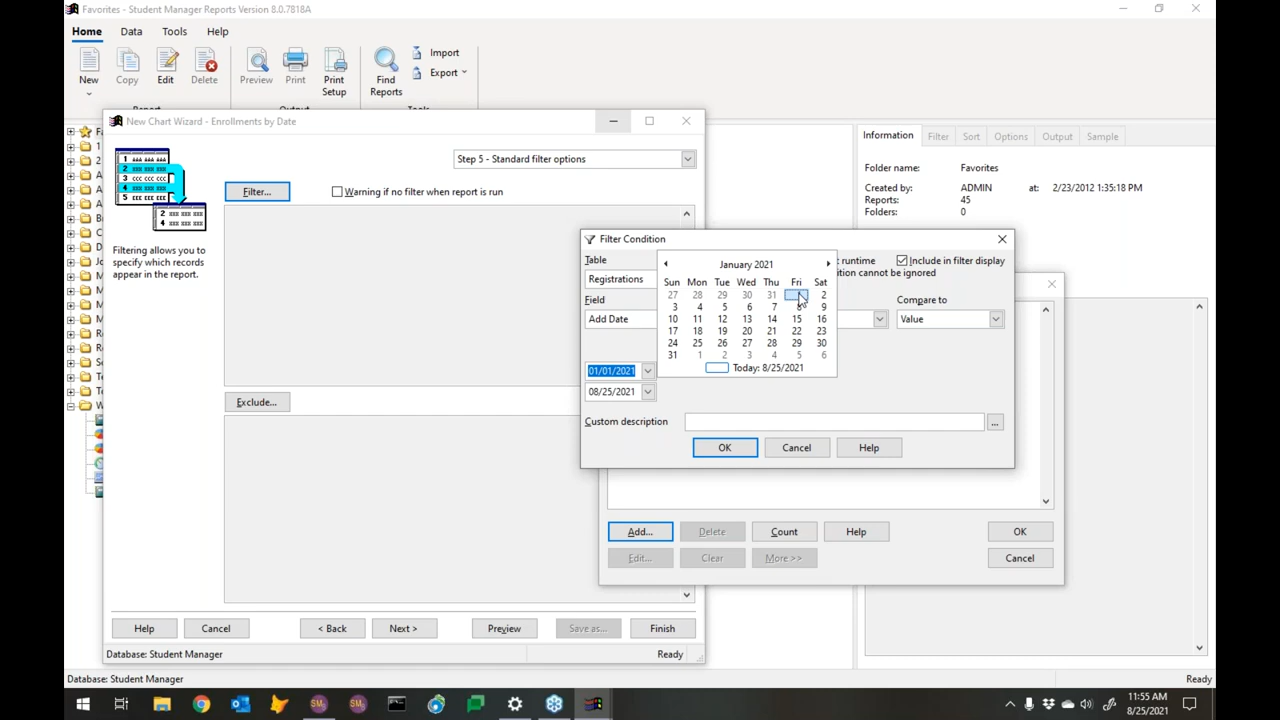 Favorites - Student Manager Reports Version 8.0.7818A
Home Data Tools Help
New Copy Edit Delete Preview Print Print Setup Find Reports Import Export
New Chart Wizard - Enrollments by Date
Step 5 - Standard filter options
Filter... Warning if no filter when report is run
Filtering allows you to
specify which records
appear in the report.
Exclude...
Help Cancel < Back Next > Preview Save as... Finish
Database: Student Manager Ready
Information Filter Sort Options Output Sample
Folder name: Favorites
Created by: ADMIN at: 2/23/2012 1:35:18 PM
Reports: 45
Folders: 0
Filter Condition
Table
Registrations
Field
Add Date
runtime Include in filter display
condition cannot be ignored
Compare to
Value
January 2021
Sun Mon Tue Wed Thu Fri Sat
27 28 29 30 31 2
3 4 5 6 7 8 9
10 11 12 13 14 15 16
17 18 19 20 21 22 23
24 25 26 27 28 29 30
31 1 2 3 4 5 6
Today: 8/25/2021
01/01/2021
08/25/2021
Custom description ...
OK Cancel Help
Add... Delete Count Help OK
Edit... Clear More >> Cancel
Database: Student Manager Ready
11:55 AM
8/25/2021